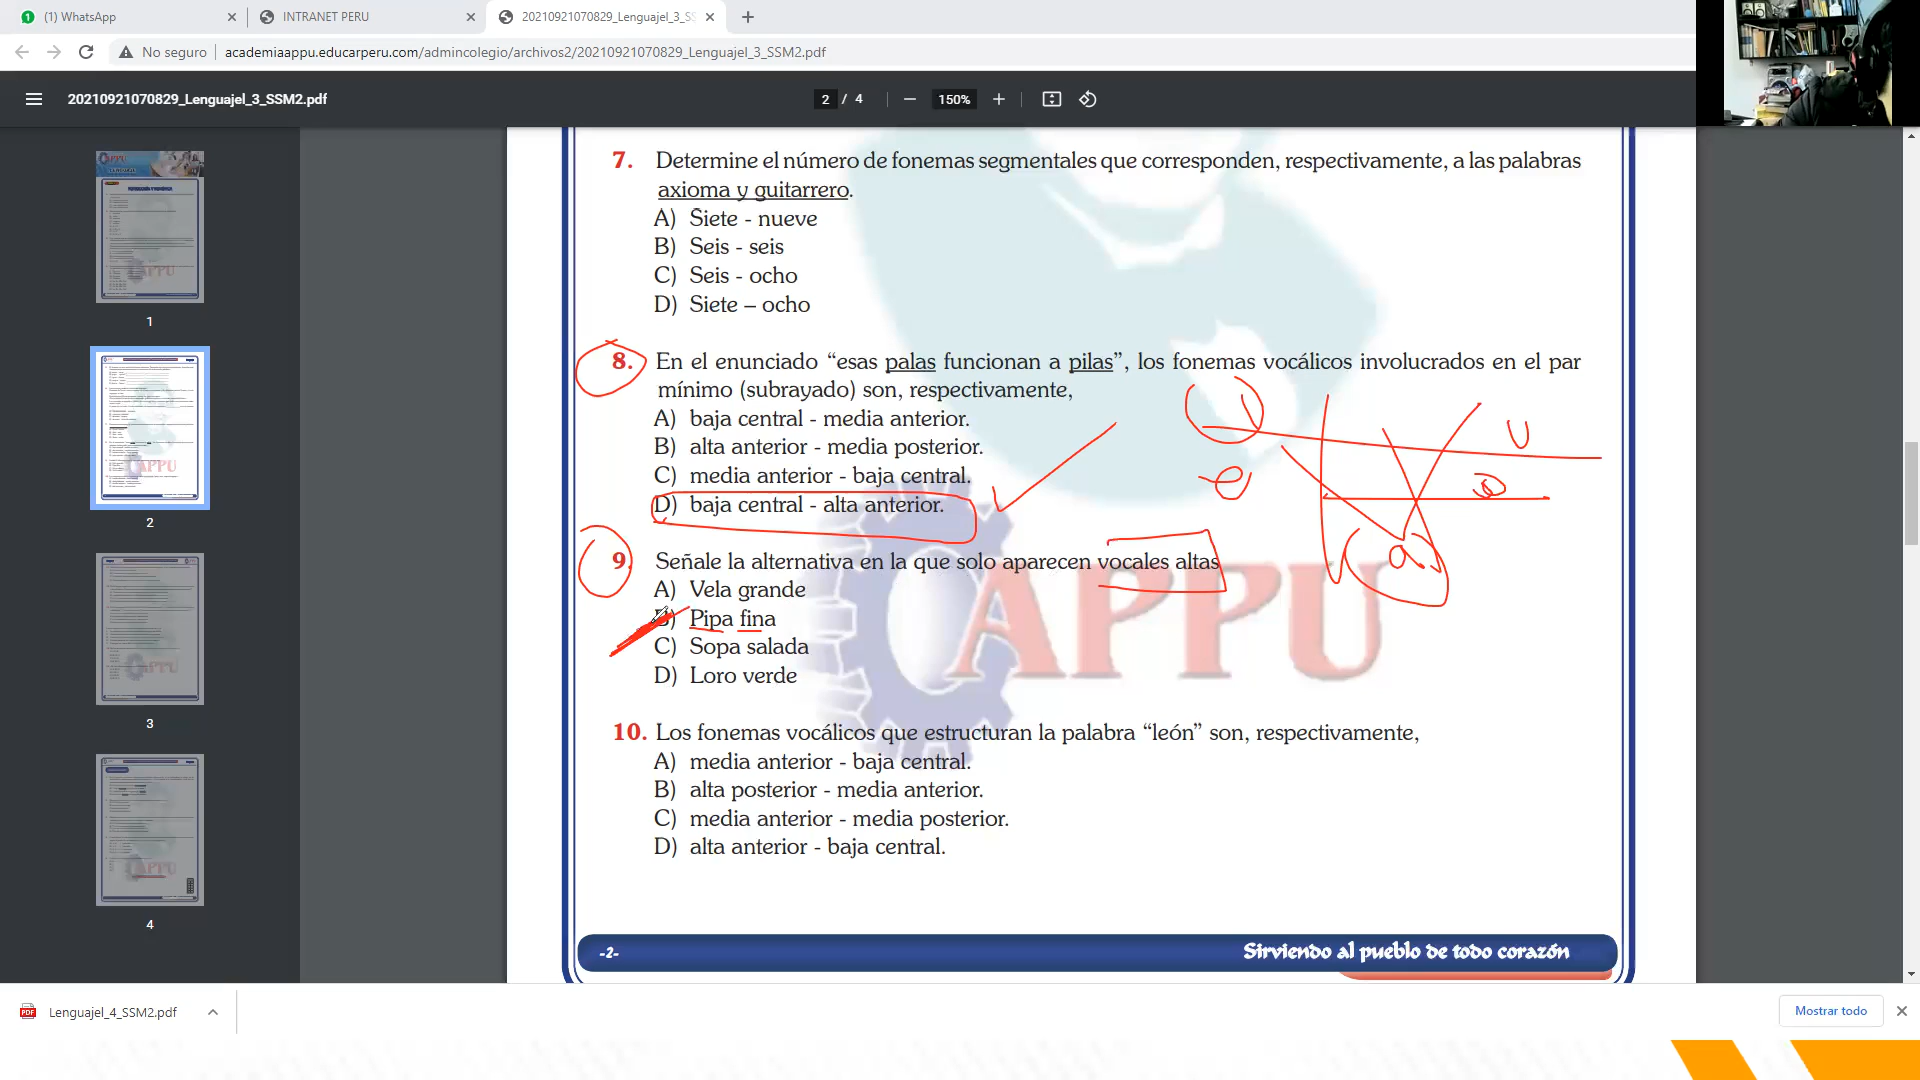 (1) WhatsApp
INTRANET PERU
20210921070829_Lenguajel_3_SS
No seguro
academiaappu.educarperu.com/admincolegio/archivos2/20210921070829_Lenguajel_3_SSM2.pdf
20210921070829_Lenguajel_3_SSM2.pdf
2 / 4
150%
1
2
3
4
7. Determine el número de fonemas segmentales que corresponden, respectivamente, a las palabras
axioma y guitarrero.
A) Siete - nueve
B) Seis - seis
C) Seis - ocho
D) Siete – ocho
8. En el enunciado “esas palas funcionan a pilas”, los fonemas vocálicos involucrados en el par
mínimo (subrayado) son, respectivamente,
A) baja central - media anterior.
B) alta anterior - media posterior.
C) media anterior - baja central.
D) baja central - alta anterior.
i
u
e
o
a
9. Señale la alternativa en la que solo aparecen vocales altas
A) Vela grande
B) Pipa fina
C) Sopa salada
D) Loro verde
APPU
10. Los fonemas vocálicos que estructuran la palabra “león” son, respectivamente,
A) media anterior - baja central.
B) alta posterior - media anterior.
C) media anterior - media posterior.
D) alta anterior - baja central.
-2-
Sirviendo al pueblo de todo corazón
Lenguajel_4_SSM2.pdf
Mostrar todo